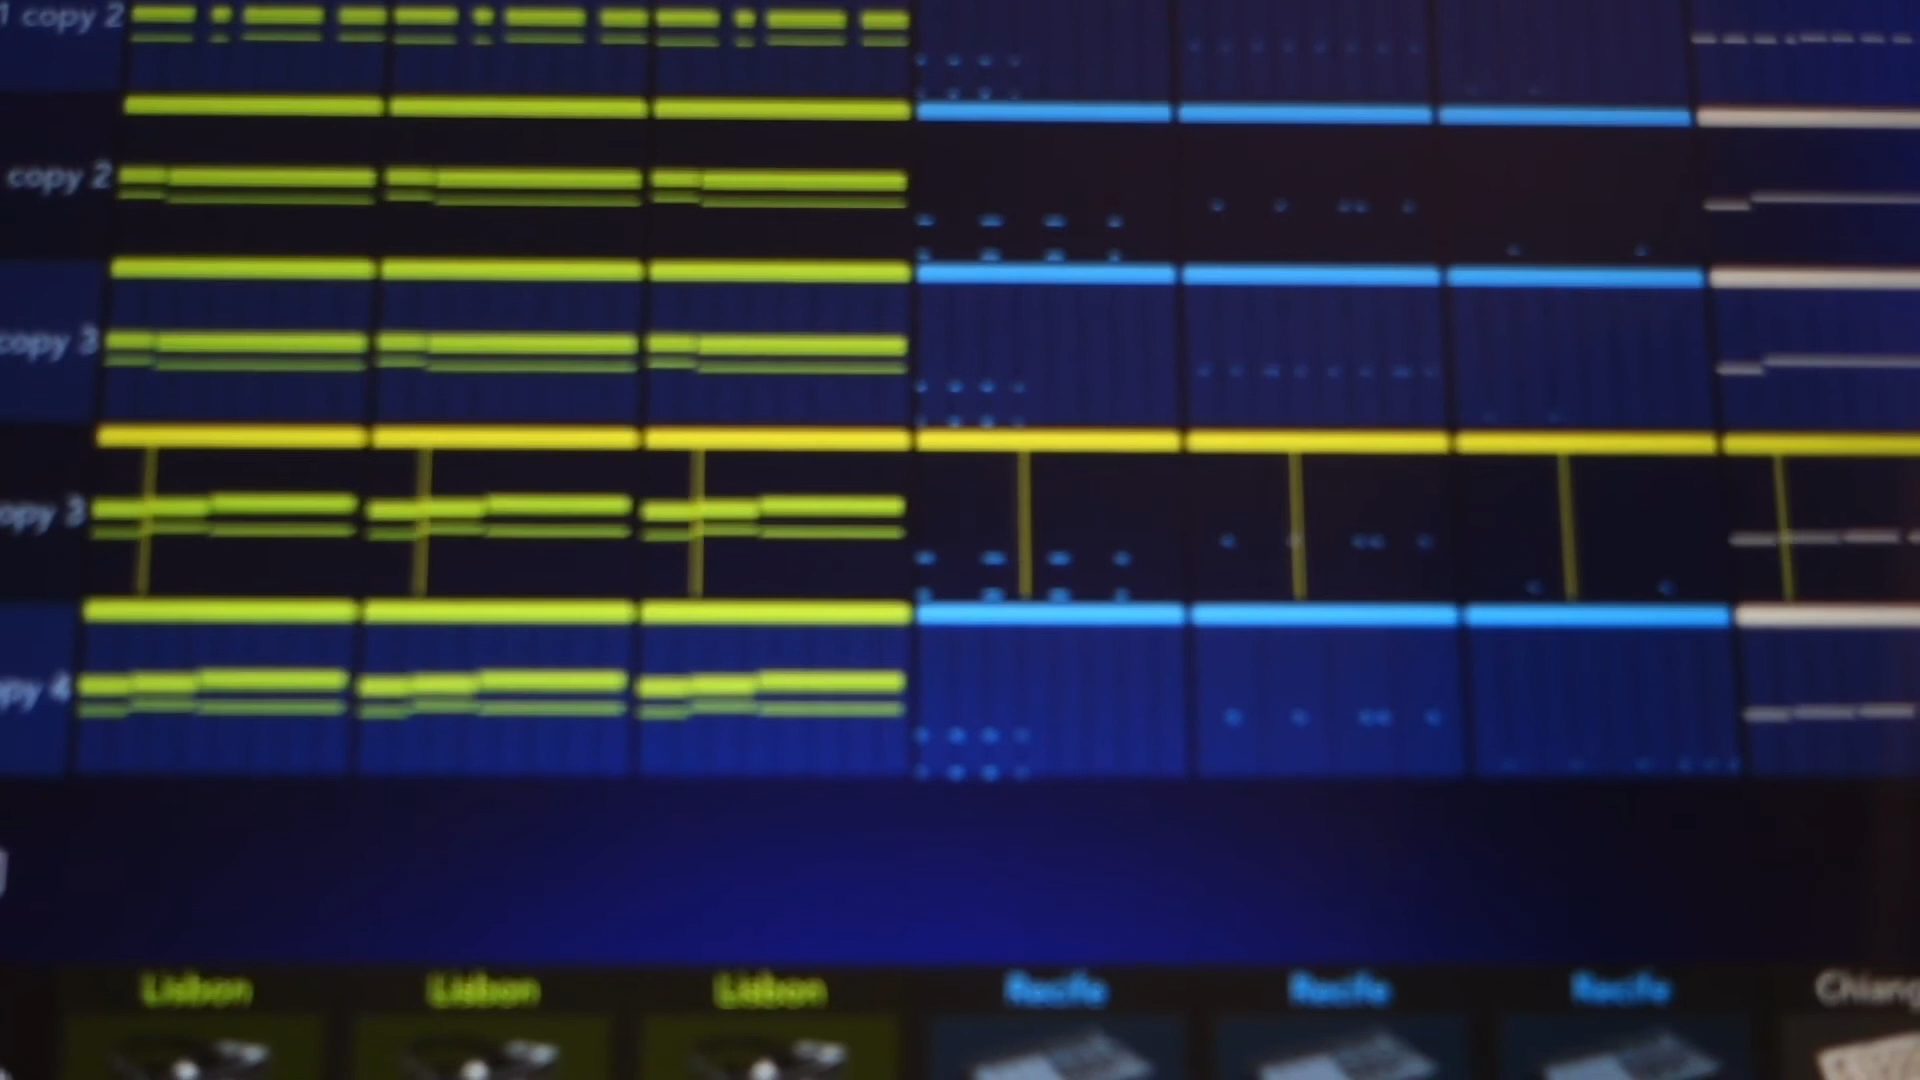 1 copy 2
copy 2
copy 3
opy 3
py 4
Lisbon Lisbon Lisbon Recife Recife Recife Chiang